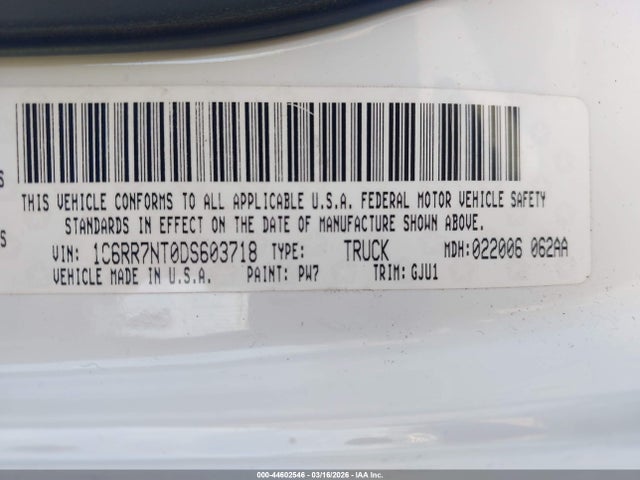 S
THIS VEHICLE CONFORMS TO ALL APPLICABLE U.S.A. FEDERAL MOTOR VEHICLE SAFETY
STANDARDS IN EFFECT ON THE DATE OF MANUFACTURE SHOWN ABOVE.
S
VIN: 1C6RR7NT0DS603718 TYPE: TRUCK MDH:022006 062AA
VEHICLE MADE IN U.S.A. PAINT: PW7 TRIM: GJU1
000-44602546 - 03/16/2026 - IAA Inc.